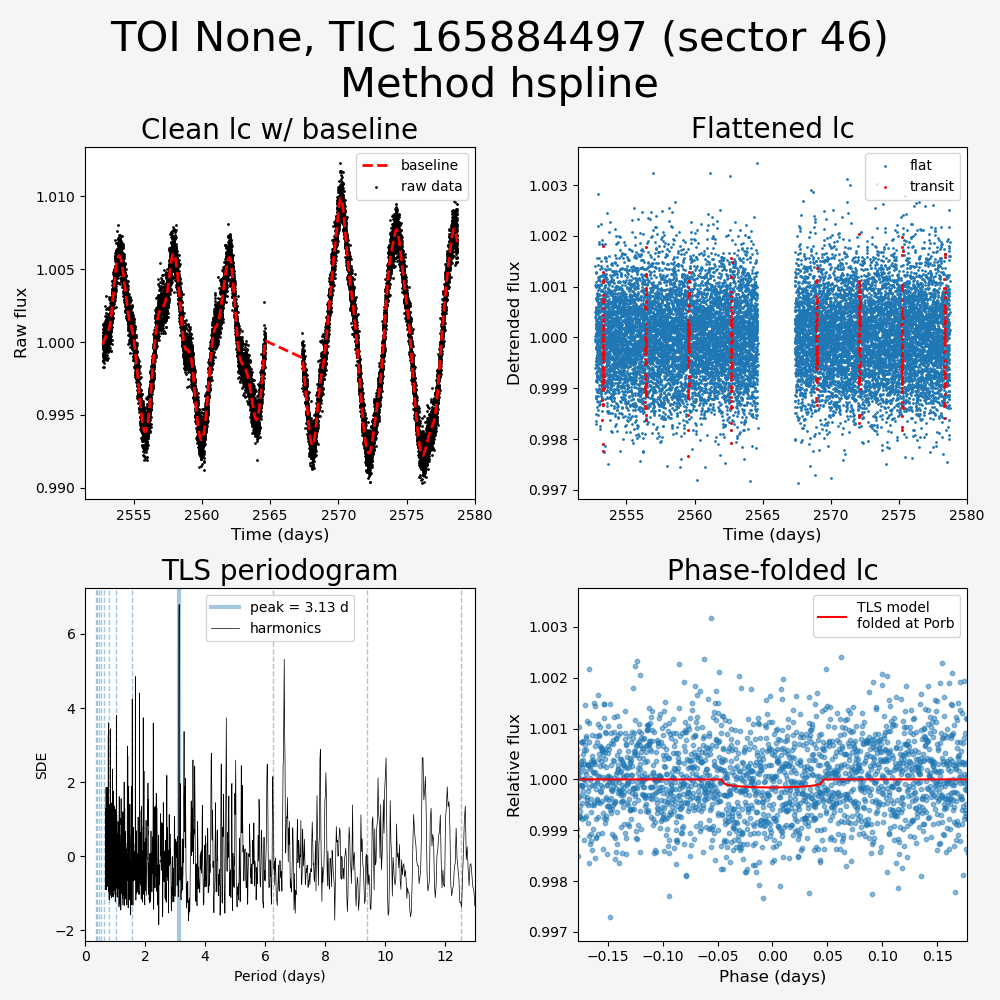 TOI None, TIC 165884497 (sector 46)
Method hspline
Clean lc w/ baseline
baseline
raw data
1.010
1.005
1.000
0.995
0.990
Raw flux
2555 2560 2565 2570 2575 2580
Time (days)
Flattened lc
flat
transit
1.003
1.002
1.001
1.000
0.999
0.998
0.997
Detrended flux
2555 2560 2565 2570 2575 2580
Time (days)
TLS periodogram
peak = 3.13 d
harmonics
6
4
2
0
−2
SDE
0 2 4 6 8 10 12
Period (days)
Phase-folded lc
TLS model
folded at Porb
1.003
1.002
1.001
1.000
0.999
0.998
0.997
Relative flux
−0.15 −0.10 −0.05 0.00 0.05 0.10 0.15
Phase (days)